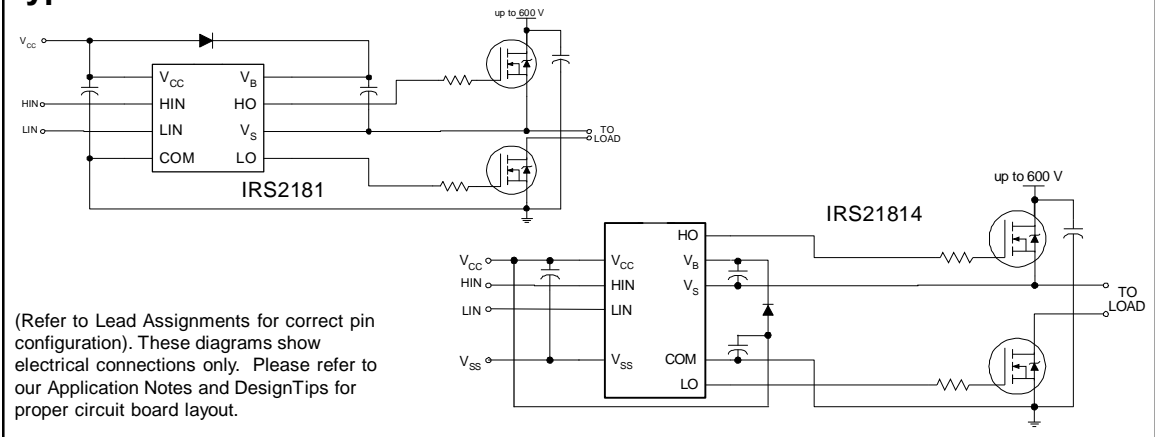 up to 600 V
VCC
VCC VB
HIN HIN HO
LIN LIN VS TO
LOAD
COM LO
IRS2181
up to 600 V
IRS21814
HO
VCC VCC VB
HIN HIN VS TO
LOAD
LIN LIN
VSS VSS COM
LO
(Refer to Lead Assignments for correct pin
configuration). These diagrams show
electrical connections only. Please refer to
our Application Notes and DesignTips for
proper circuit board layout.